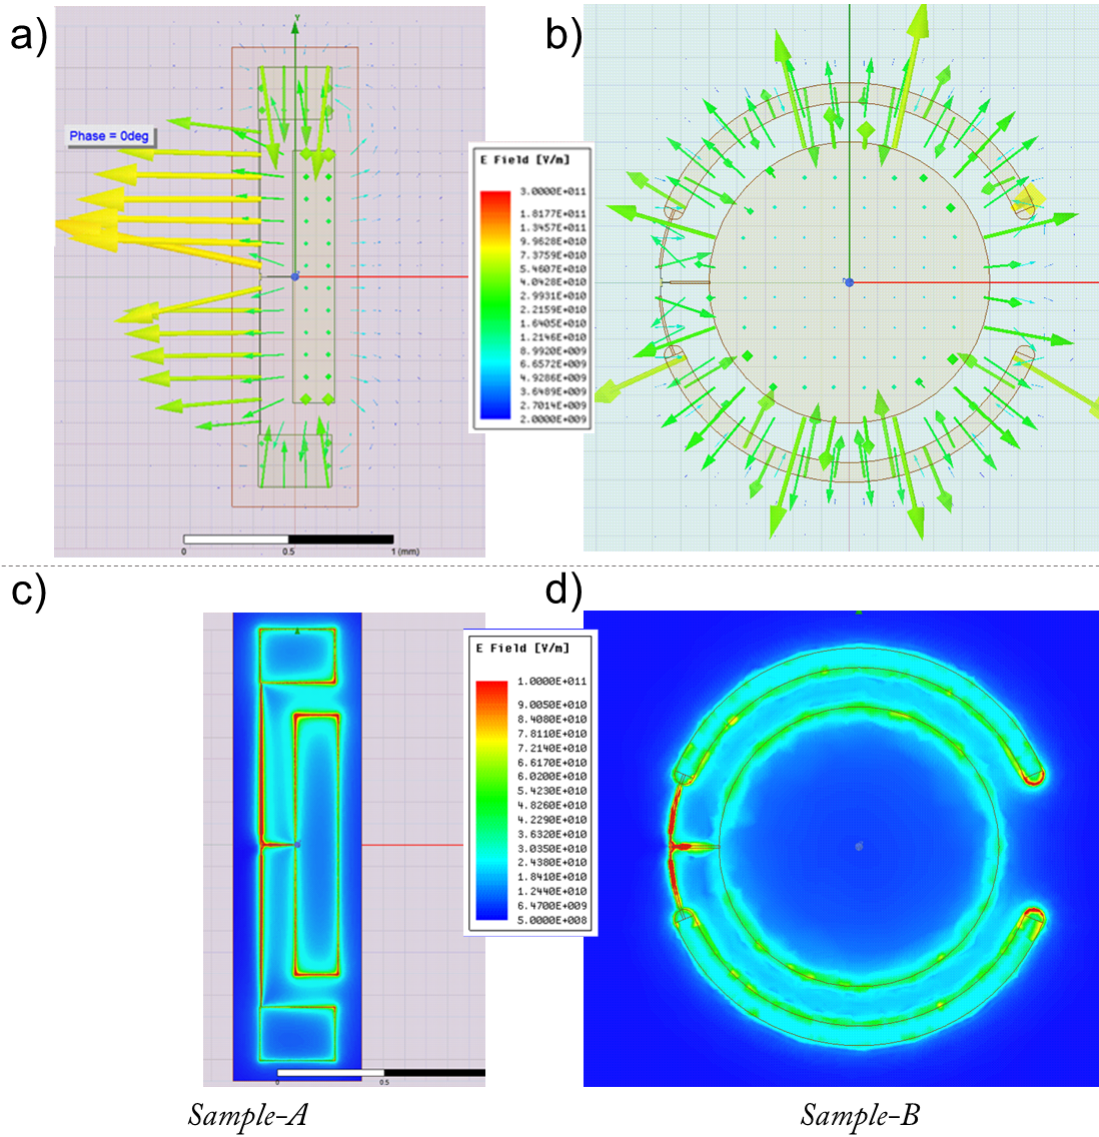 a)
b)
Y
Phase = 0deg
E Field [V/m]
3.0000E+011
1.8177E+011
1.3457E+011
9.9628E+010
7.3759E+010
5.4607E+010
4.0428E+010
2.9931E+010
2.2159E+010
1.6405E+010
1.2146E+010
8.9920E+009
6.6572E+009
4.9286E+009
3.6489E+009
2.7014E+009
2.0000E+009
0
0.5
1 (mm)
c)
d)
E Field [V/m]
1.0000E+011
9.0050E+010
8.4080E+010
7.8110E+010
7.2140E+010
6.6170E+010
6.0200E+010
5.4230E+010
4.8260E+010
4.2290E+010
3.6320E+010
3.0350E+010
2.4380E+010
1.8410E+010
1.2440E+010
6.4700E+009
5.0000E+008
0
0.5
Sample-A
Sample-B